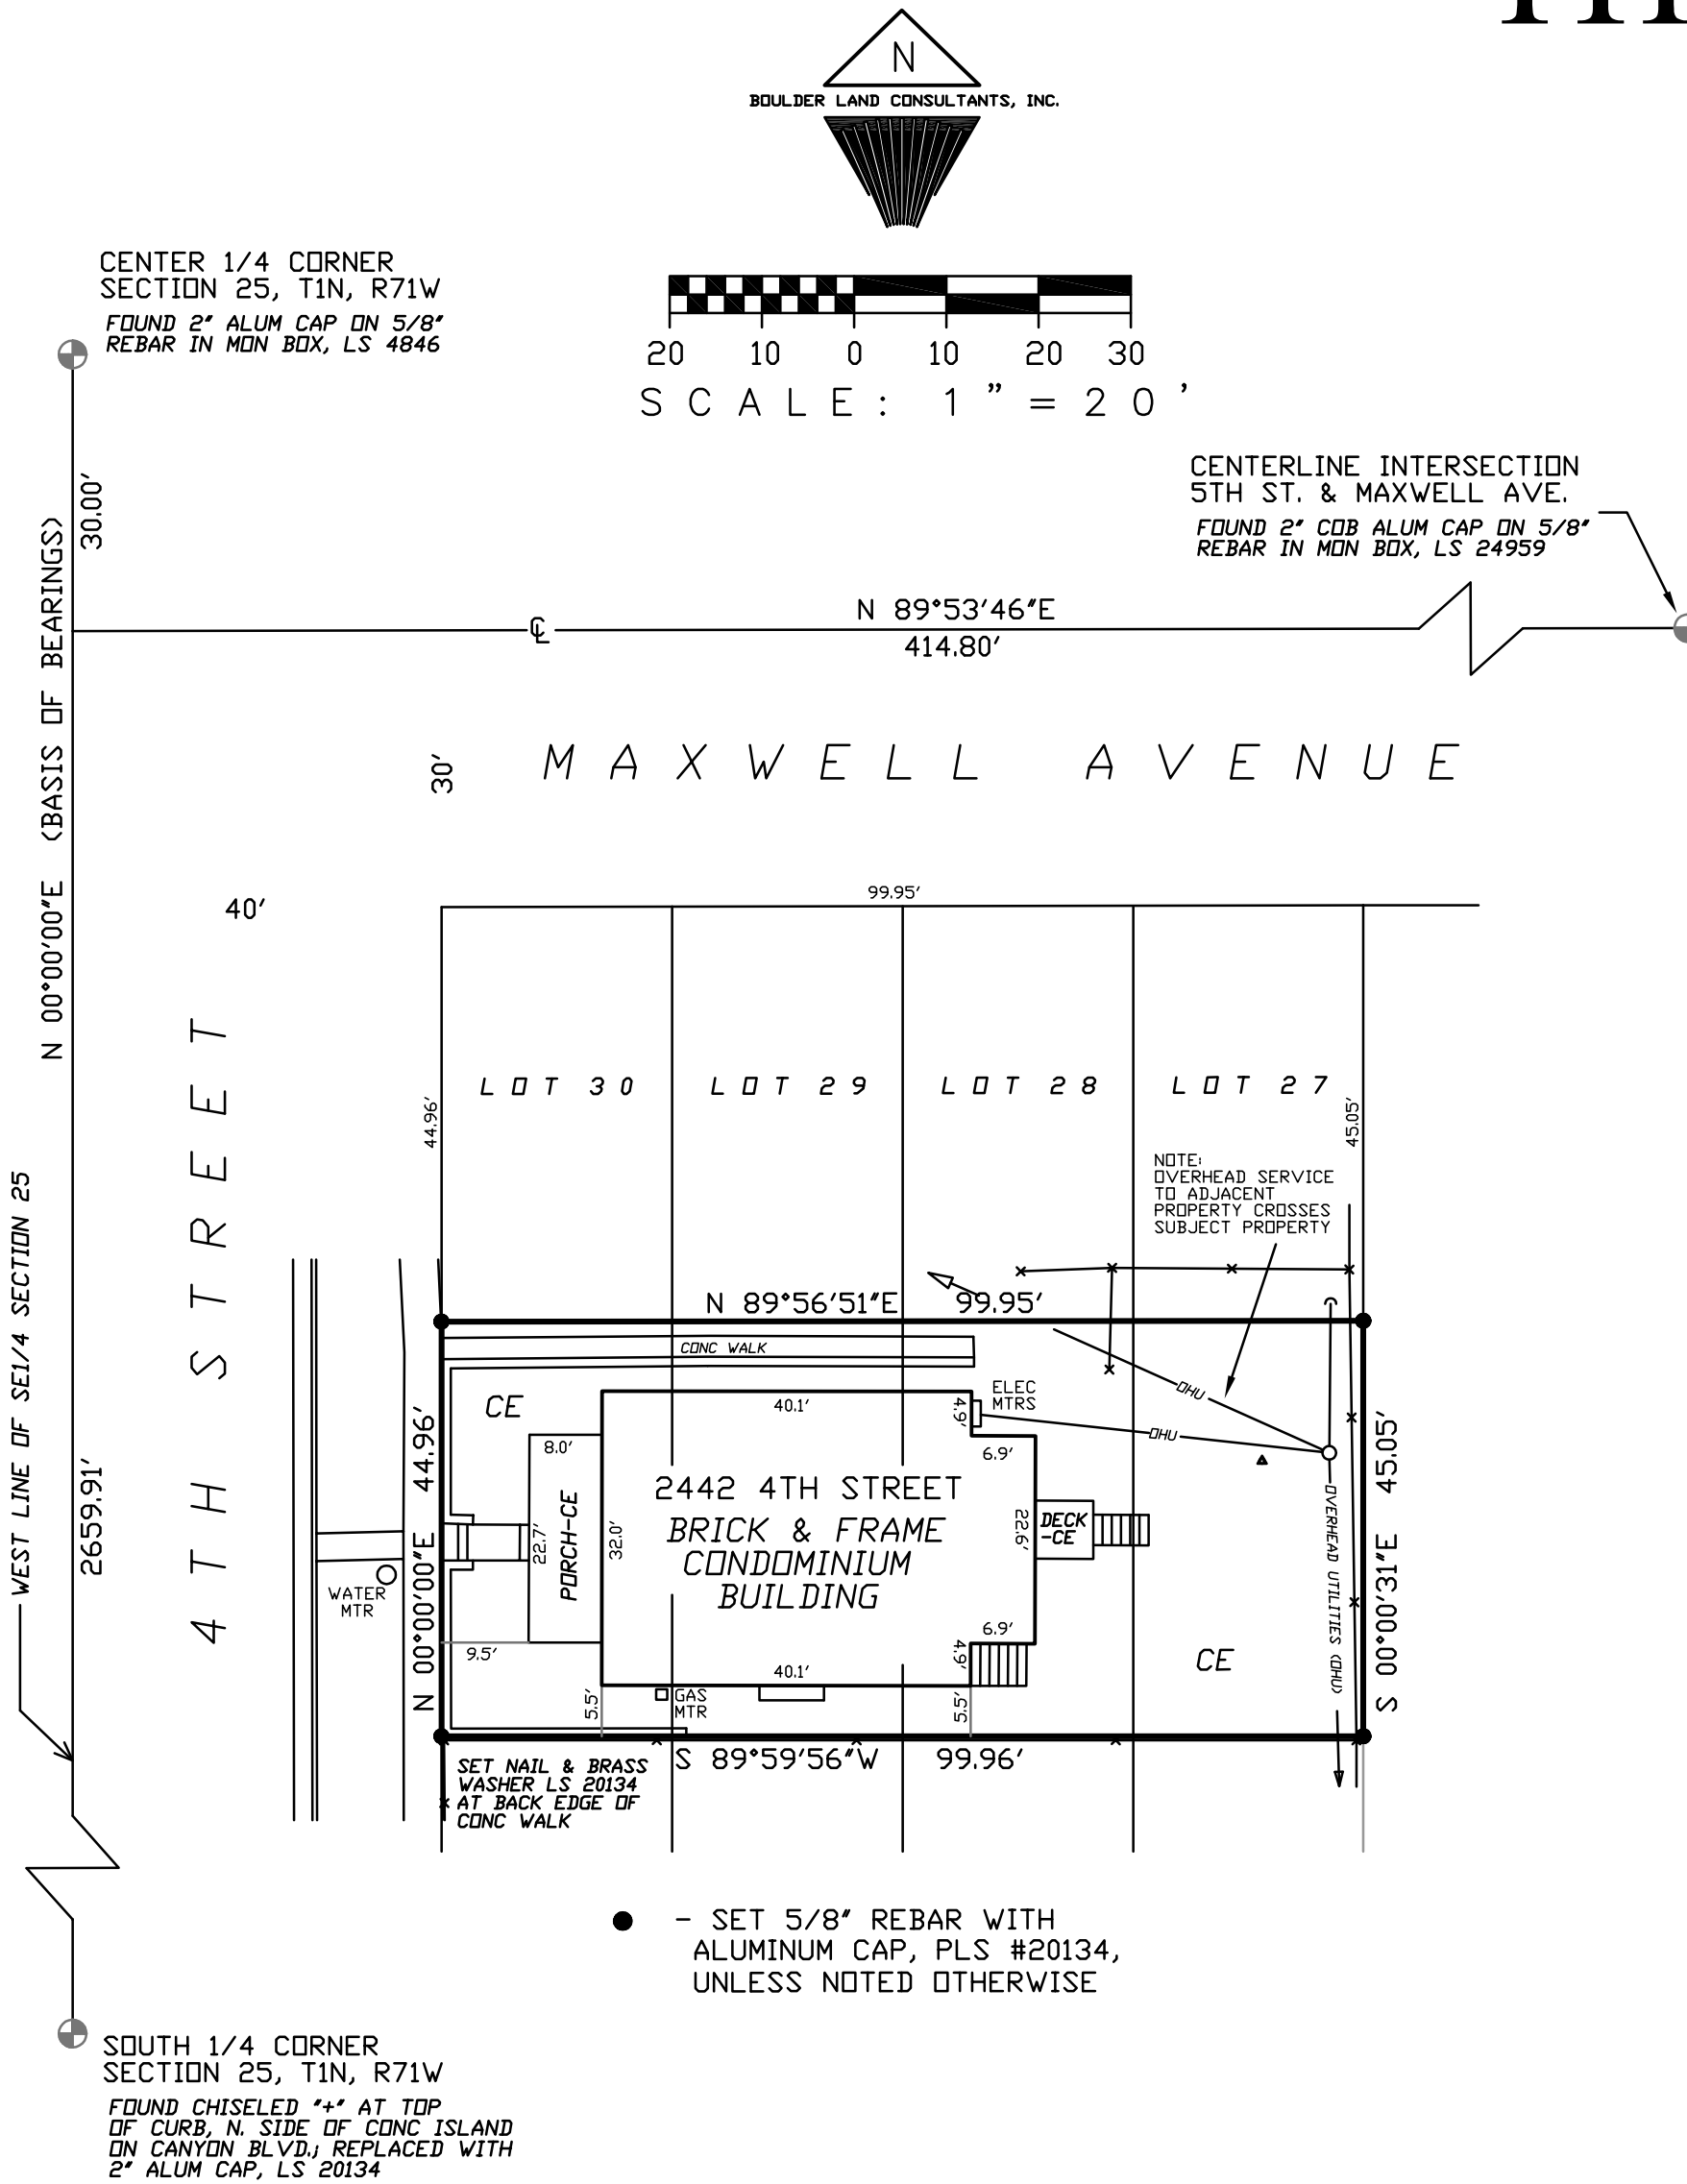 N
BOULDER LAND CONSULTANTS, INC.
20 10 0 10 20 30
SCALE: 1"=20'
CENTER 1/4 CORNER
SECTION 25, T1N, R71W
FOUND 2" ALUM CAP ON 5/8"
REBAR IN MON BOX, LS 4846
CENTERLINE INTERSECTION
5TH ST. & MAXWELL AVE.
FOUND 2" COB ALUM CAP ON 5/8"
REBAR IN MON BOX, LS 24959
30.00'
N 00°00'00"E (BASIS OF BEARINGS)
N 89°53'46"E
CL
414.80'
MAXWELL AVENUE
30'
40'
99.95'
4TH STREET
LOT 30
LOT 29
LOT 28
LOT 27
44.96'
45.05'
NOTE:
OVERHEAD SERVICE
TO ADJACENT
PROPERTY CROSSES
SUBJECT PROPERTY
WEST LINE OF SE1/4 SECTION 25
2659.91'
N 89°56'51"E 99.95'
CONC WALK
CE
40.1'
4.9'
ELEC
MTRS
OHU
OHU
8.0'
6.9'
N 00°00'00"E 44.96'
S 00°00'31"E 45.05'
2442 4TH STREET
BRICK & FRAME
CONDOMINIUM
BUILDING
PORCH-CE
22.7'
32.0'
22.6'
DECK
-CE
OVERHEAD UTILITIES (OHU)
WATER
MTR
9.5'
6.9'
4.9'
40.1'
CE
5.5'
GAS
MTR
5.5'
S 89°59'56"W 99.96'
SET NAIL & BRASS
WASHER LS 20134
AT BACK EDGE OF
CONC WALK
- SET 5/8" REBAR WITH
ALUMINUM CAP, PLS #20134,
UNLESS NOTED OTHERWISE
SOUTH 1/4 CORNER
SECTION 25, T1N, R71W
FOUND CHISELED "+" AT TOP
OF CURB, N. SIDE OF CONC ISLAND
ON CANYON BLVD.; REPLACED WITH
2" ALUM CAP, LS 20134